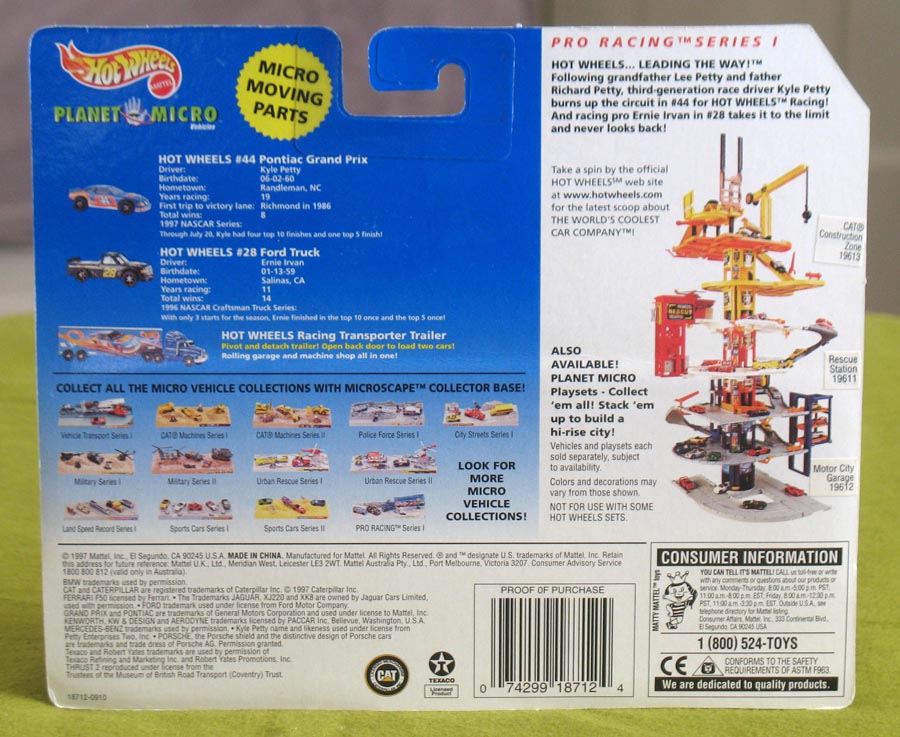 Hot Wheels
MATTEL
PLANET MICRO
Vehicles
MICRO
MOVING
PARTS
HOT WHEELS #44 Pontiac Grand Prix
Driver: Kyle Petty
Birthdate: 06-02-60
Hometown: Randleman, NC
Years racing: 19
First trip to victory lane: Richmond in 1986
Total wins: 8
1997 NASCAR Series:
Through July 20, Kyle had four top 10 finishes and one top 5 finish!
HOT WHEELS #28 Ford Truck
Driver: Ernie Irvan
Birthdate: 01-13-59
Hometown: Salinas, CA
Years racing: 11
Total wins: 14
1996 NASCAR Craftsman Truck Series:
With only 3 starts for the season, Ernie finished in the top 10 once and the top 5 once!
HOT WHEELS Racing Transporter Trailer
Pivot and detach trailer! Open back door to load two cars!
Rolling garage and machine shop all in one!
COLLECT ALL THE MICRO VEHICLE COLLECTIONS WITH MICROSCAPE™ COLLECTOR BASE!
Vehicle Transport Series I
CAT® Machines Series I
CAT® Machines Series II
Police Force Series I
City Streets Series I
Military Series I
Military Series II
Urban Rescue Series I
Urban Rescue Series II
Land Speed Record Series I
Sports Cars Series I
Sports Cars Series II
PRO RACING™ Series I
LOOK FOR
MORE
MICRO
VEHICLE
COLLECTIONS!
PRO RACING™ SERIES I
HOT WHEELS... LEADING THE WAY!™
Following grandfather Lee Petty and father
Richard Petty, third-generation race driver Kyle Petty
burns up the circuit in #44 for HOT WHEELS™ Racing!
And racing pro Ernie Irvan in #28 takes it to the limit
and never looks back!
Take a spin by the official
HOT WHEELS℠ web site
at www.hotwheels.com
for the latest scoop about
THE WORLD'S COOLEST
CAR COMPANY™!
CAT®
Construction
Zone
19613
RESCUE
Rescue
Station
19611
Motor City
Garage
19612
ALSO
AVAILABLE!
PLANET MICRO
Playsets - Collect
'em all! Stack 'em
up to build a
hi-rise city!
Vehicles and playsets each
sold separately, subject
to availability.
Colors and decorations may
vary from those shown.
NOT FOR USE WITH SOME
HOT WHEELS SETS.
© 1997 Mattel, Inc., El Segundo, CA 90245 U.S.A. MADE IN CHINA. Manufactured for Mattel. All Rights Reserved. ® and ™ designate U.S. trademarks of Mattel, Inc. Retain
this address for future reference: Mattel U.K., Ltd., Meridian West, Leicester LE3 2WT. Mattel Australia Pty., Ltd., Port Melbourne, Victoria 3207. Consumer Advisory Service
1800 800 812 (valid only in Australia).
BMW trademarks used by permission.
CAT and CATERPILLAR are registered trademarks of Caterpillar Inc. © 1997 Caterpillar Inc.
FERRARI F50 licensed by Ferrari. • The Trademarks JAGUAR, XJ220 and XK8 are owned by Jaguar Cars Limited,
used with permission. • FORD trademark used under license from Ford Motor Company.
GRAND PRIX and PONTIAC are trademarks of General Motors Corporation and used under license to Mattel, Inc.
KENWORTH, KW & DESIGN and AERODYNE trademarks licensed by PACCAR Inc, Bellevue, Washington, U.S.A.
MERCEDES-BENZ trademarks used by permission. • Kyle Petty name and likeness used under license from
Petty Enterprises Two, Inc. • PORSCHE, the Porsche shield and the distinctive design of Porsche cars
are trademarks and trade dress of Porsche AG. Permission granted.
Texaco and Robert Yates trademarks are used by permission of
Texaco Refining and Marketing Inc. and Robert Yates Promotions, Inc.
THRUST 2 reproduced under license from the
Trustees of the Museum of British Road Transport (Coventry) Trust.
18712-0910
CAT
TEXACO
Licensed
Product
PROOF OF PURCHASE
0 74299 18712 4
CONSUMER INFORMATION
MATTY MATTEL™ toys
YOU CAN TELL IT'S MATTEL! CALL us toll-free or write
with any comments or questions about our products or
service. Monday-Thursday, 8:00 a.m.-5:00 p.m. PST,
11:00 a.m.-8:00 p.m. EST, Friday, 8:00 a.m.-12:30 p.m.
PST, 11:00 a.m.-3:30 p.m. EST. Outside U.S.A., see
telephone directory for Mattel listing.
Consumer Affairs, Mattel, Inc., 333 Continental Blvd.,
El Segundo, CA 90245 USA
1 (800) 524-TOYS
CE
CONFORMS TO THE SAFETY
REQUIREMENTS OF ASTM F963.
We are dedicated to quality products.